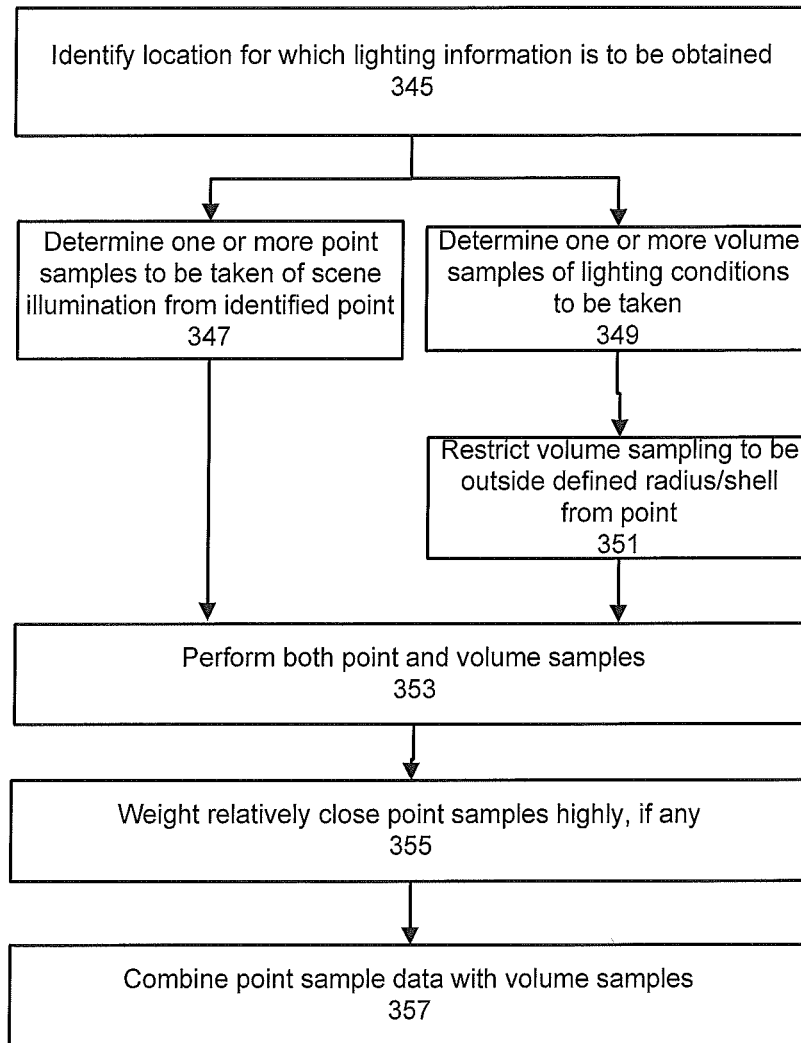 Identify location for which lighting information is to be obtained
345
Determine one or more point
samples to be taken of scene
illumination from identified point
347
Determine one or more volume
samples of lighting conditions
to be taken
349
Restrict volume sampling to be
outside defined radius/shell
from point
351
Perform both point and volume samples
353
Weight relatively close point samples highly, if any
355
Combine point sample data with volume samples
357